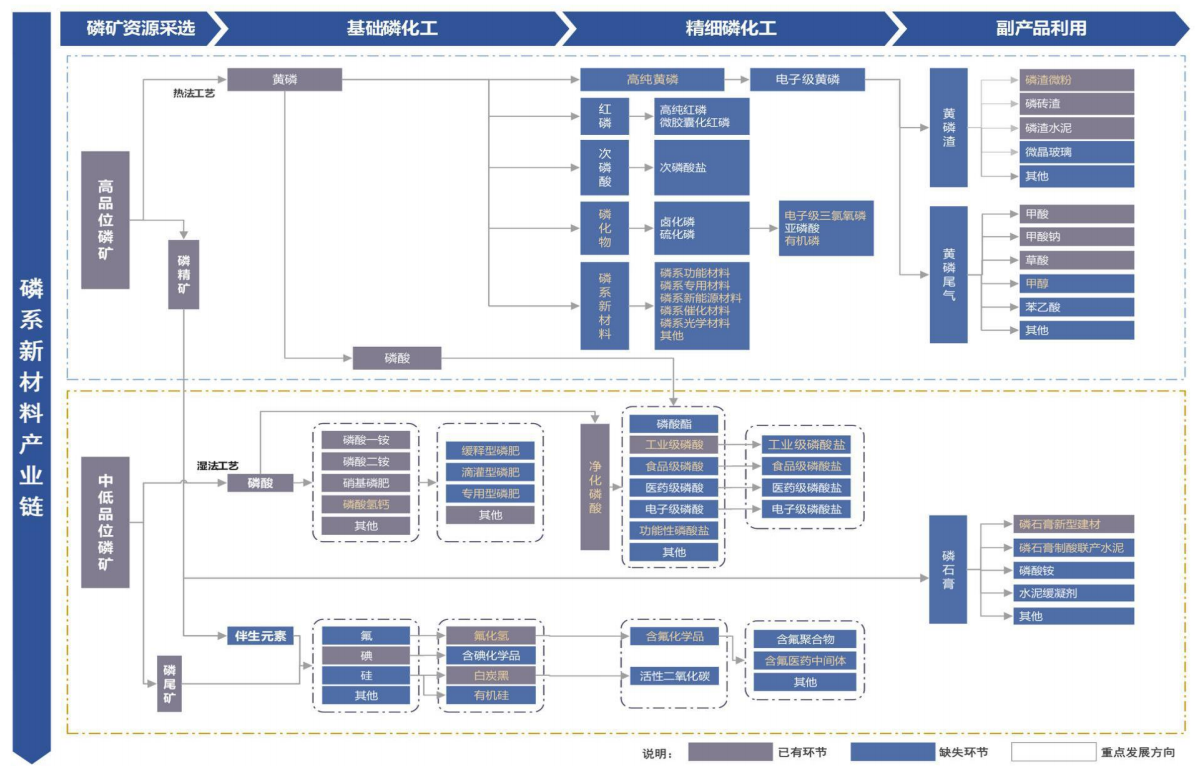 磷矿资源采选
基础磷化工
精细磷化工
副产品利用
磷系新材料产业链
高品位磷矿
热法工艺
黄磷
磷精矿
磷酸
高纯黄磷
电子级黄磷
红磷
高纯红磷
微胶囊化红磷
次磷酸
次磷酸盐
磷化物
卤化磷
硫化磷
电子级三氯氧磷
亚磷酸
有机磷
磷系新材料
磷系功能材料
磷系专用材料
磷系新能源材料
磷系催化材料
磷系光学材料
其他
黄磷渣
磷渣微粉
磷砖渣
磷渣水泥
微晶玻璃
其他
黄磷尾气
甲酸
甲酸钠
草酸
甲醇
苯乙酸
其他
中低品位磷矿
湿法工艺
磷酸
磷酸一铵
磷酸二铵
硝基磷肥
磷酸氢钙
其他
缓释型磷肥
滴灌型磷肥
专用型磷肥
其他
净化磷酸
磷酸酯
工业级磷酸
食品级磷酸
医药级磷酸
电子级磷酸
功能性磷酸盐
其他
工业级磷酸盐
食品级磷酸盐
医药级磷酸盐
电子级磷酸盐
磷石膏
磷石膏新型建材
磷石膏制酸联产水泥
磷酸铵
水泥缓凝剂
其他
伴生元素
磷尾矿
氟
碘
硅
其他
氟化氢
含碘化学品
白炭黑
有机硅
含氟化学品
活性二氧化碳
含氟聚合物
含氟医药中间体
其他
说明：
已有环节
缺失环节
重点发展方向